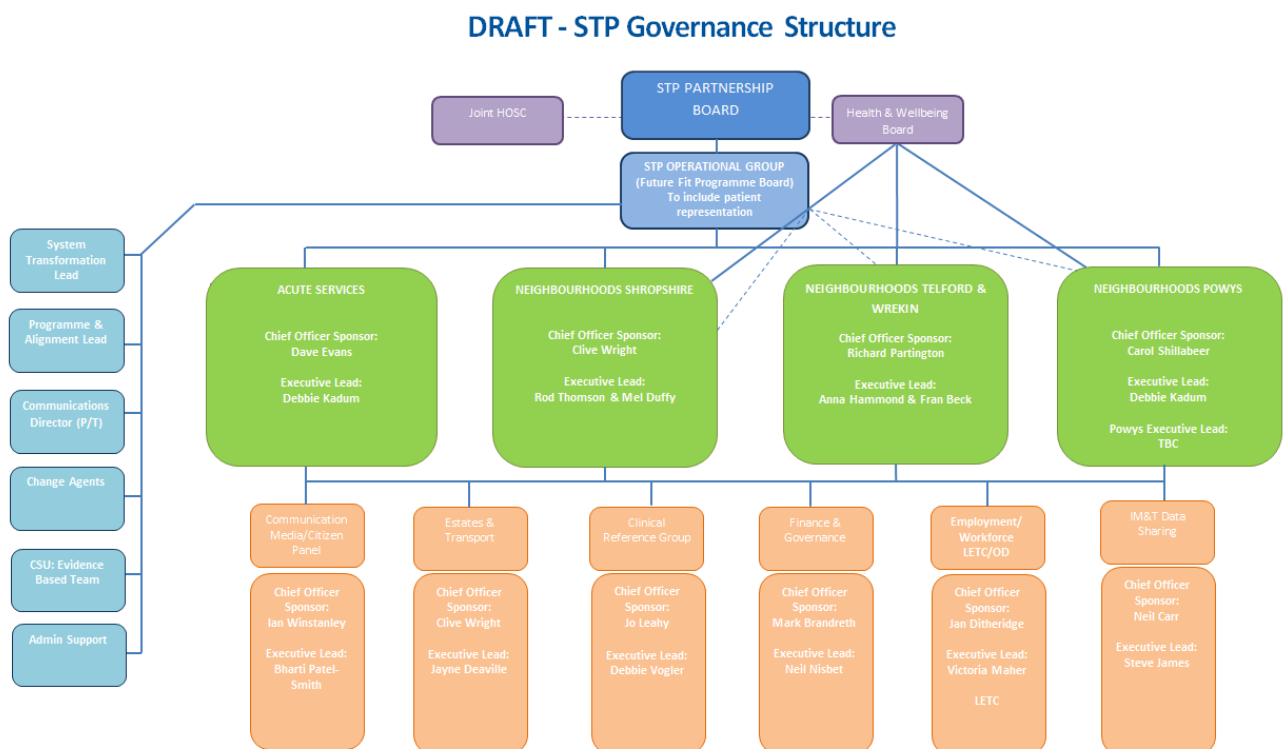 DRAFT - STP Governance Structure
STP PARTNERSHIP
BOARD
Joint HOSC
Health & Wellbeing
Board
STP OPERATIONAL GROUP
(Future Fit Programme Board)
To include patient
representation
System
Transformation
Lead
Programme &
Alignment Lead
Communications
Director (P/T)
Change Agents
CSU: Evidence
Based Team
Admin Support
ACUTE SERVICES
Chief Officer Sponsor:
Dave Evans
Executive Lead:
Debbie Kadum
NEIGHBOURHOODS SHROPSHIRE
Chief Officer Sponsor:
Clive Wright
Executive Lead:
Rod Thomson & Mel Duffy
NEIGHBOURHOODS TELFORD &
WREKIN
Chief Officer Sponsor:
Richard Partington
Executive Lead:
Anna Hammond & Fran Beck
NEIGHBOURHOODS POWYS
Chief Officer Sponsor:
Carol Shillabeer
Executive Lead:
Debbie Kadum
Powys Executive Lead:
TBC
Communication
Media/Citizen
Panel
Estates &
Transport
Clinical
Reference Group
Finance &
Governance
Employment/
Workforce
LETC/OD
IM&T Data
Sharing
Chief Officer
Sponsor:
Ian Winstanley
Executive Lead:
Bharti Patel-
Smith
Chief Officer
Sponsor:
Clive Wright
Executive Lead:
Jayne Deaville
Chief Officer
Sponsor:
Jo Leahy
Executive Lead:
Debbie Vogler
Chief Officer
Sponsor:
Mark Brandreth
Executive Lead:
Neil Nisbet
Chief Officer
Sponsor:
Jan Ditheridge
Executive Lead:
Victoria Maher
LETC
Chief Officer
Sponsor:
Neil Carr
Executive Lead:
Steve James